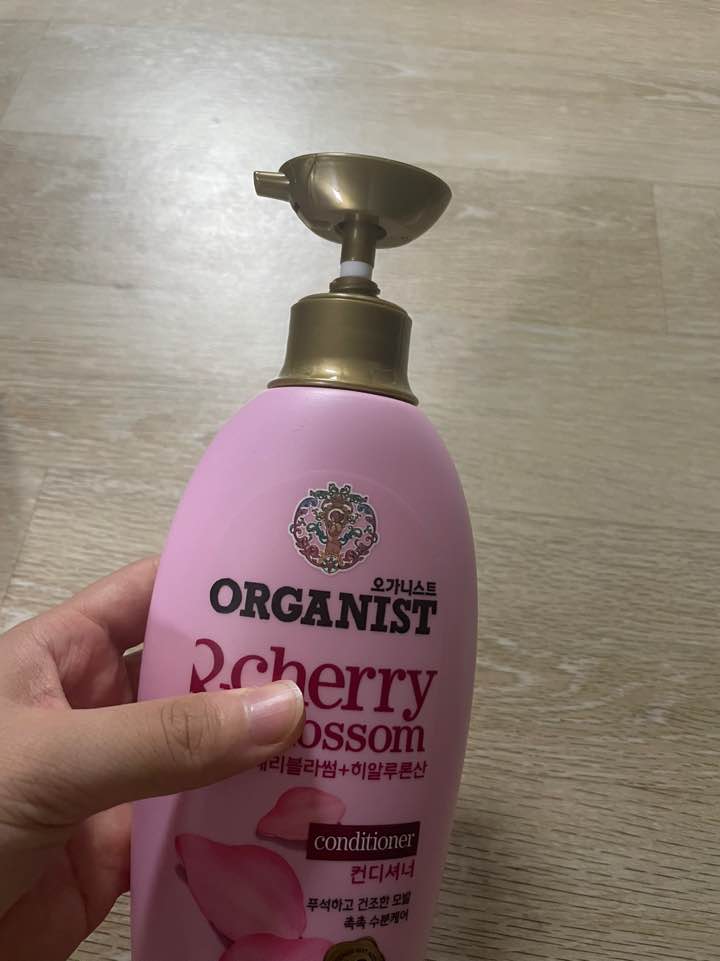 오가니스트
ORGANIST
cherry
ossom
체리블라썸+히알루론산
conditioner
컨디셔너
푸석하고 건조한 모발
촉촉 수분케어